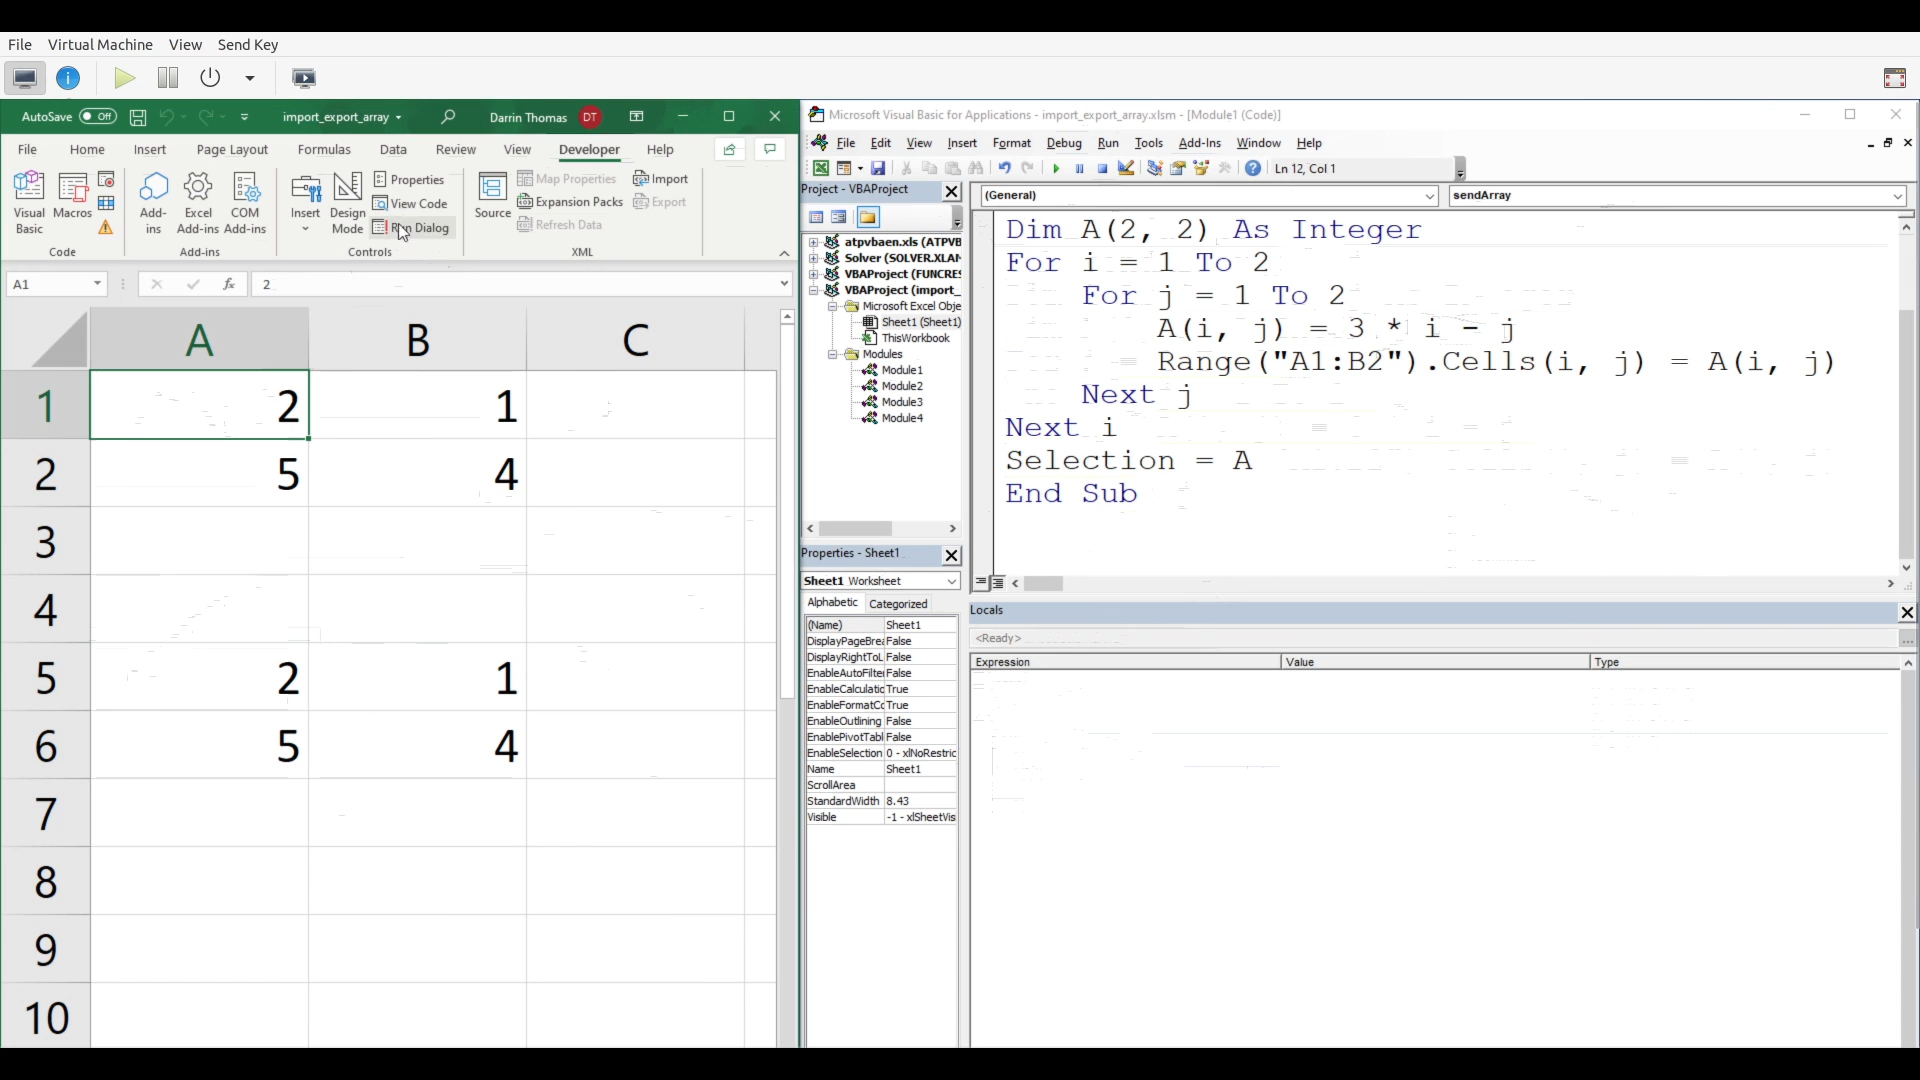 File Virtual Machine View Send Key
AutoSave Off import_export_array Darrin Thomas DT
File Home Insert Page Layout Formulas Data Review View Developer Help
Visual Basic
Macros
Code
Add-ins
Excel Add-ins
COM Add-ins
Add-ins
Insert
Design Mode
Properties
View Code
Run Dialog
Controls
Source
Map Properties
Expansion Packs
Refresh Data
Import
Export
XML
A1 fx 2
A B C
1 2 1
2 5 4
3
4
5 2 1
6 5 4
7
8
9
10
Microsoft Visual Basic for Applications - import_export_array.xlsm - [Module1 (Code)]
File Edit View Insert Format Debug Run Tools Add-Ins Window Help
Ln 12, Col 1
Project - VBAProject
atpvbaen.xls (ATPVB
Solver (SOLVER.XLAM
VBAProject (FUNCRES
VBAProject (import_
Microsoft Excel Obje
Sheet1 (Sheet1)
ThisWorkbook
Modules
Module1
Module2
Module3
Module4
Properties - Sheet1
Sheet1 Worksheet
Alphabetic Categorized
(Name) Sheet1
DisplayPageBrea False
DisplayRightToL False
EnableAutoFilter False
EnableCalculatic True
EnableFormatCc True
EnableOutlining False
EnablePivotTabl False
EnableSelection 0 - xlNoRestric
Name Sheet1
ScrollArea
StandardWidth 8.43
Visible -1 - xlSheetVis
(General) sendArray
Dim A(2, 2) As Integer
For i = 1 To 2
For j = 1 To 2
A(i, j) = 3 * i - j
Range("A1:B2").Cells(i, j) = A(i, j)
Next j
Next i
Selection = A
End Sub
Locals
<Ready>
Expression Value Type